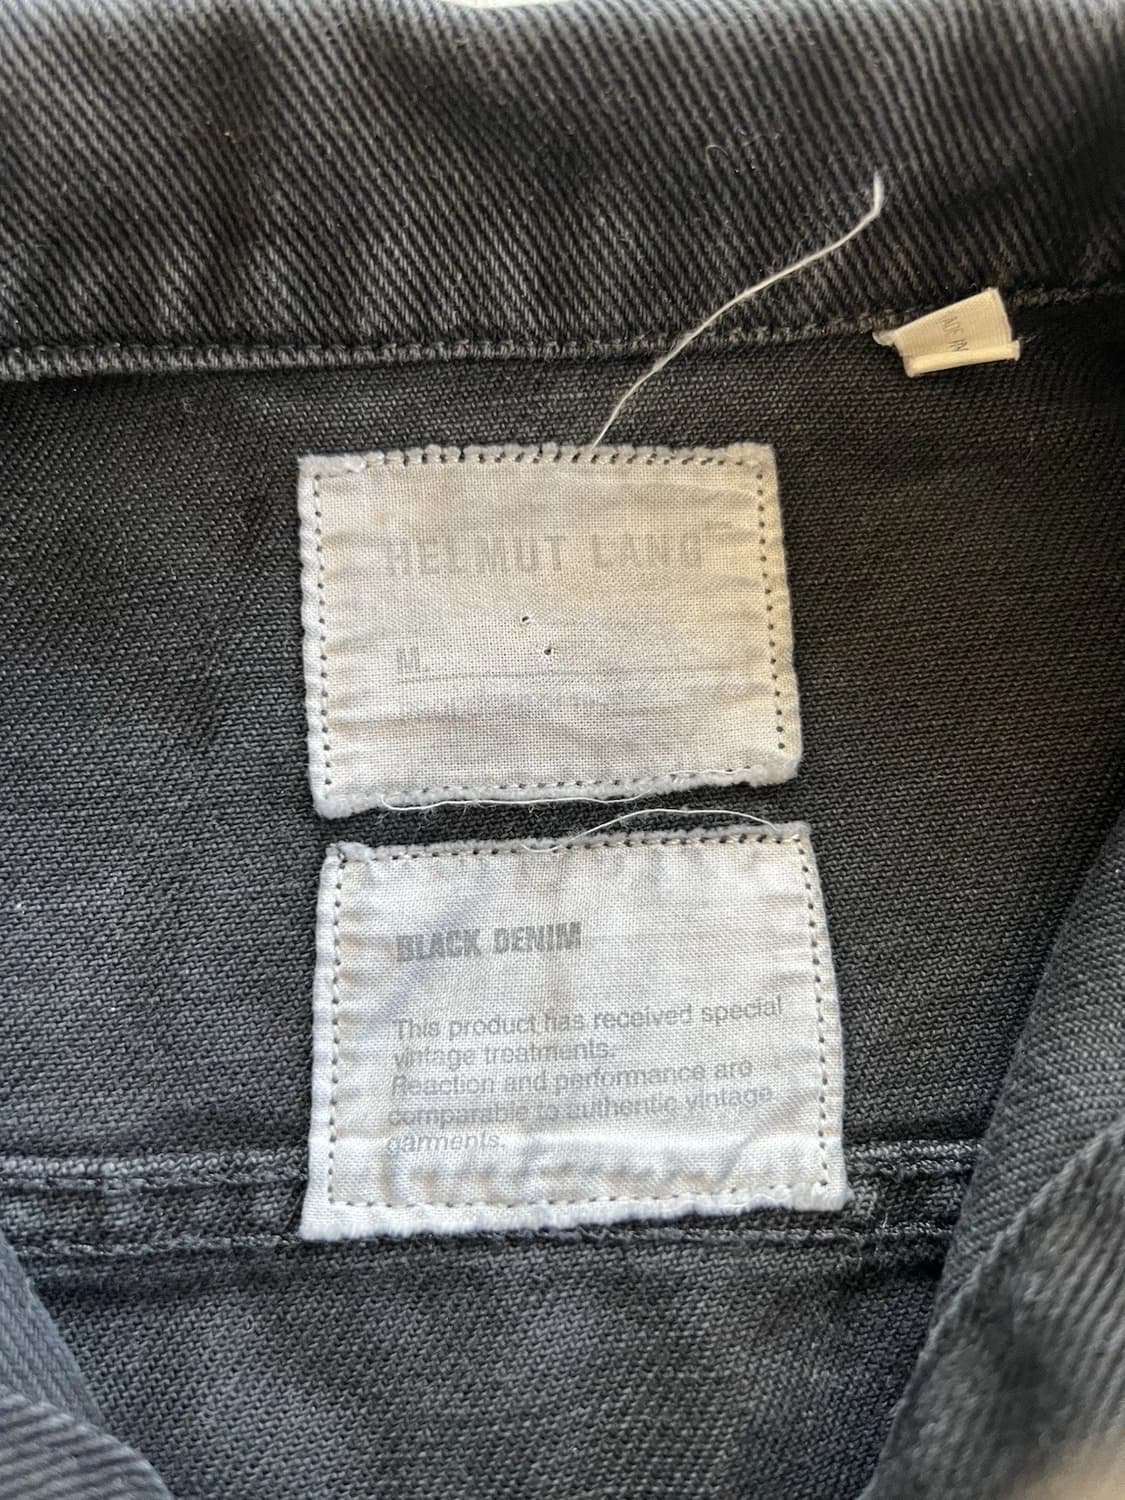 HELMUT LANG
M.
BLACK DENIM
This product has received special
vintage treatments.
Reaction and performance are
comparable to authentic vintage
garments.